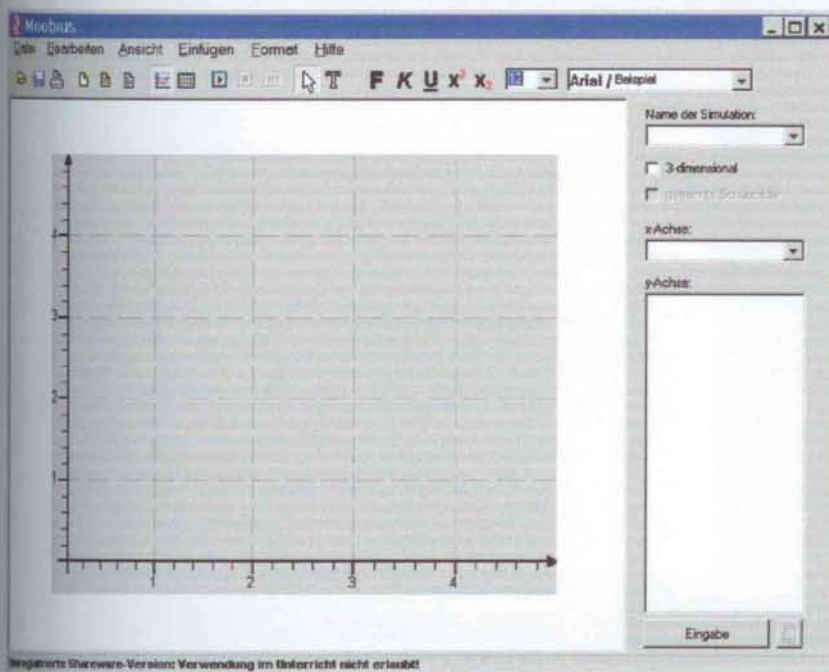 Moebius
Datei Bearbeiten Ansicht Einfügen Format Hilfe
F K U x² x₂ 12 Arial / Beispiel
Name der Simulation:
3-dimensional
x-Achse:
y-Achse:
4
3
2
1
1 2 3 4
Eingabe
Shareware-Version: Verwendung im Unterricht nicht erlaubt!